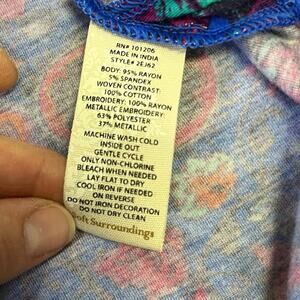 RN# 101206
MADE IN INDIA
STYLE# 2EJ62
BODY: 95% RAYON
5% SPANDEX
WOVEN CONTRAST:
100% COTTON
EMBROIDERY: 100% RAYON
METALLIC EMBROIDERY:
63% POLYESTER
37% METALLIC
MACHINE WASH COLD
INSIDE OUT
GENTLE CYCLE
ONLY NON-CHLORINE
BLEACH WHEN NEEDED
LAY FLAT TO DRY
COOL IRON IF NEEDED
ON REVERSE
DO NOT IRON DECORATION
DO NOT DRY CLEAN
Soft Surroundings